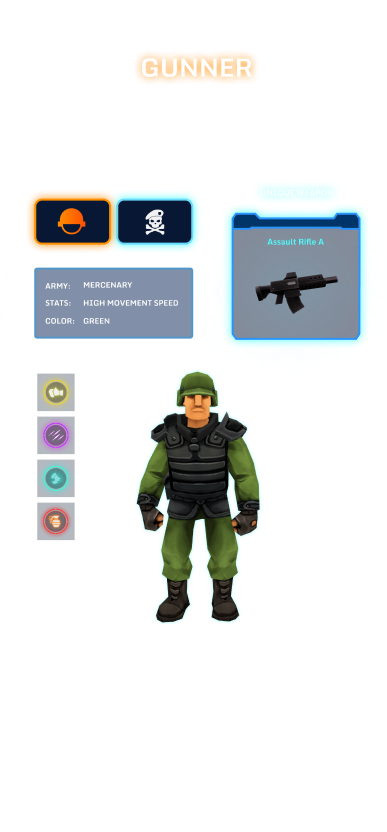 GUNNER
Assault Rifle A
ARMY: MERCENARY
STATS: HIGH MOVEMENT SPEED
COLOR: GREEN